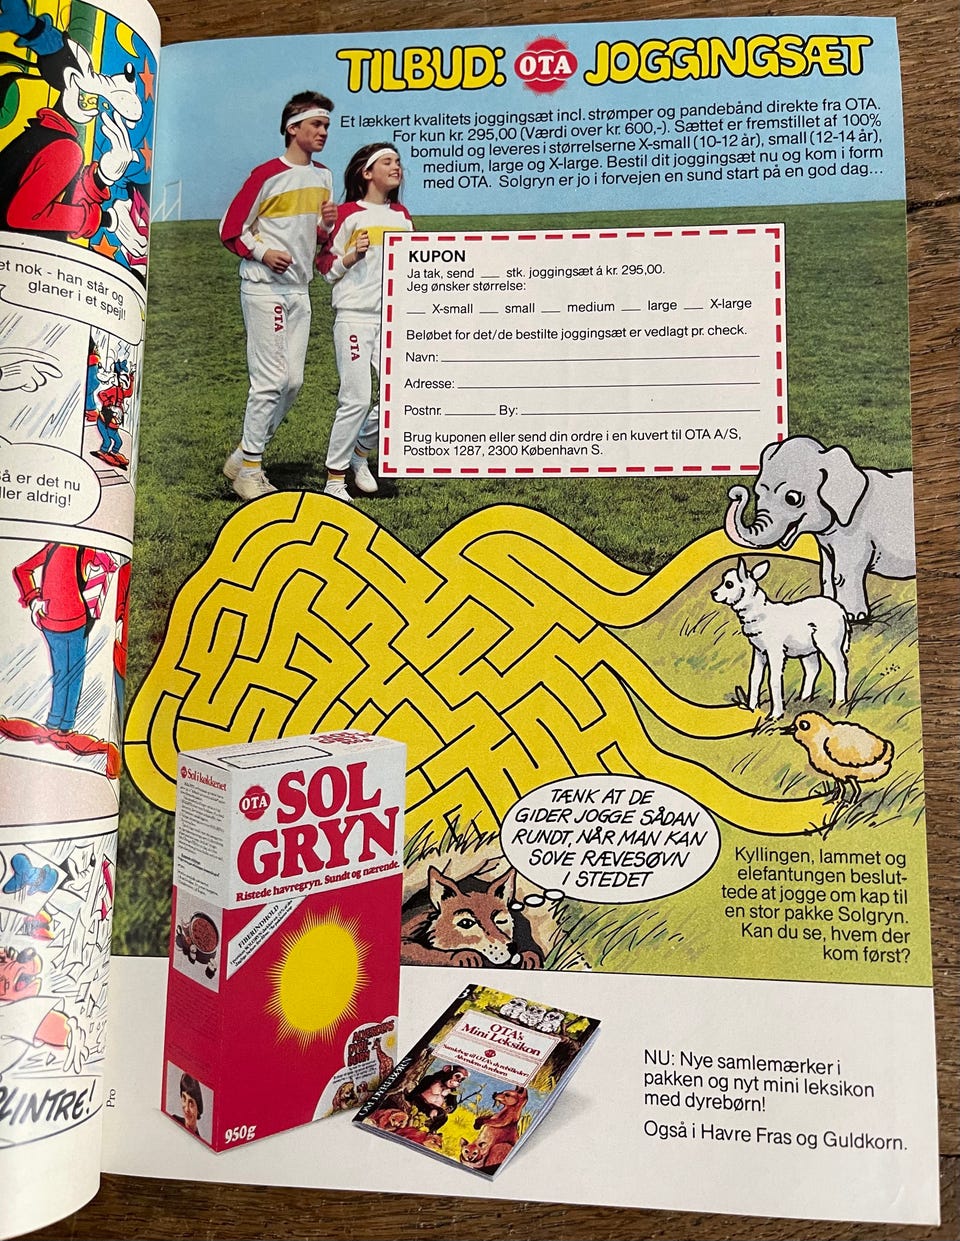 et nok - han står og
glaner i et spejl!
å er det nu
ller aldrig!
PLINTRE!
TILBUD: OTA JOGGINGSÆT
Et lækkert kvalitets joggingsæt incl. strømper og pandebånd direkte fra OTA.
For kun kr. 295,00 (Værdi over kr. 600,-). Sættet er fremstillet af 100%
bomuld og leveres i størrelserne X-small (10-12 år), small (12-14 år),
medium, large og X-large. Bestil dit joggingsæt nu og kom i form
med OTA. Solgryn er jo i forvejen en sund start på en god dag...
OTA
OTA
KUPON
Ja tak, send ___ stk. joggingsæt á kr. 295,00.
Jeg ønsker størrelse:
___ X-small ___ small ___ medium ___ large ___ X-large
Beløbet for det/de bestilte joggingsæt er vedlagt pr. check.
Navn:
Adresse:
Postnr. By:
Brug kuponen eller send din ordre i en kuvert til OTA A/S,
Postbox 1287, 2300 København S.
TÆNK AT DE
GIDER JOGGE SÅDAN
RUNDT, NÅR MAN KAN
SOVE RÆVESØVN
I STEDET
Kyllingen, lammet og
elefantungen beslut-
tede at jogge om kap til
en stor pakke Solgryn.
Kan du se, hvem der
kom først?
Sol i køkkenet
OTA SOL
GRYN
Ristede havregryn. Sundt og nærende.
FIBERINDHOLD
950g
OTA's
Mini Leksikon
NU: Nye samlemærker i
pakken og nyt mini leksikon
med dyrebørn!
Også i Havre Fras og Guldkorn.
Pro